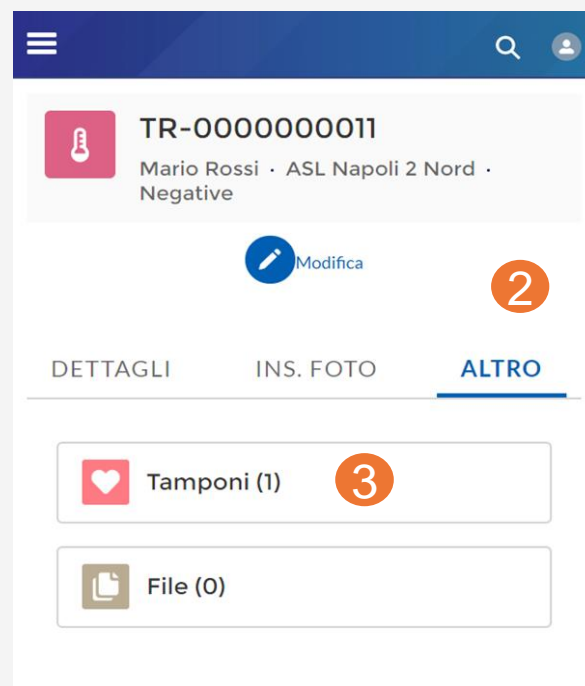 TR-0000000011
Mario Rossi · ASL Napoli 2 Nord ·
Negative
Modifica
2
DETTAGLI INS. FOTO ALTRO
Tamponi (1) 3
File (0)